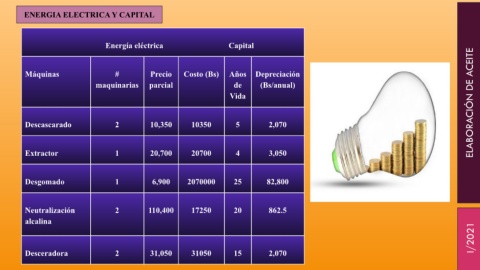 ENERGIA ELECTRICA Y CAPITAL
Energía eléctrica Capital
Máquinas # maquinarias Precio parcial Costo (Bs) Años de Vida Depreciación (Bs/anual)
Descascarado 2 10,350 10350 5 2,070
Extractor 1 20,700 20700 4 3,050
Desgomado 1 6,900 2070000 25 82,800
Neutralización alcalina 2 110,400 17250 20 862.5
Desceradora 2 31,050 31050 15 2,070
ELABORACIÓN DE ACEITE
I/2021